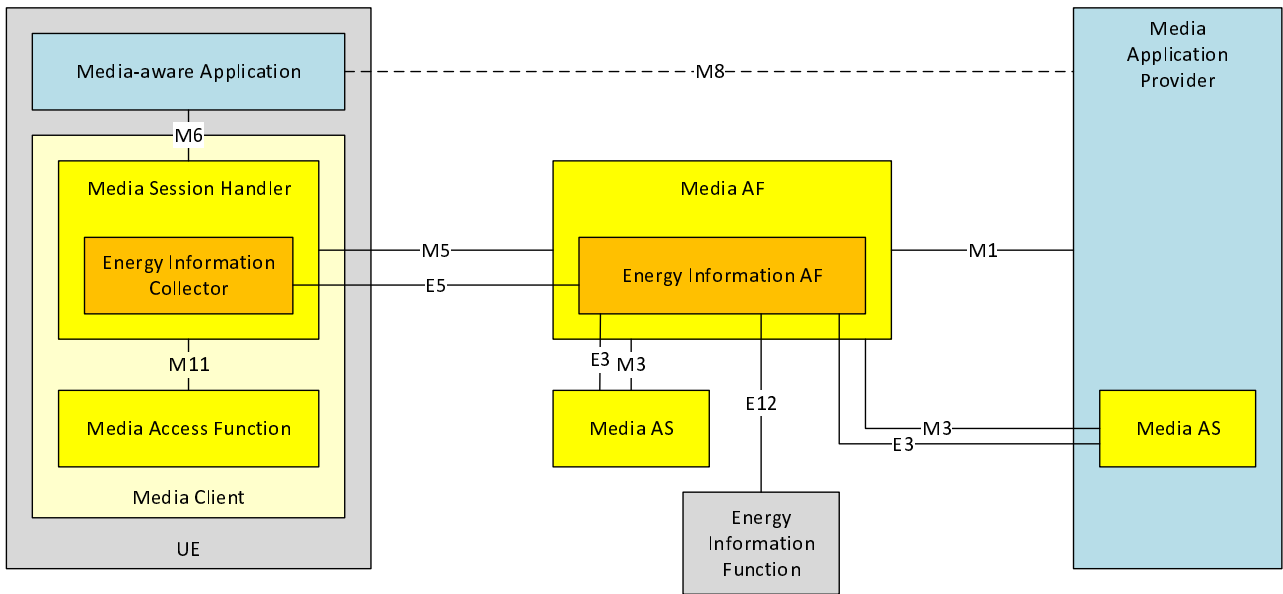 Media-aware Application
M6
Media Session Handler
Energy Information
Collector
M11
Media Access Function
Media Client
UE
M8
M5
E5
Media AF
Energy Information AF
E3
M3
Media AS
E12
Energy
Information
Function
M1
M3
E3
Media
Application
Provider
Media AS